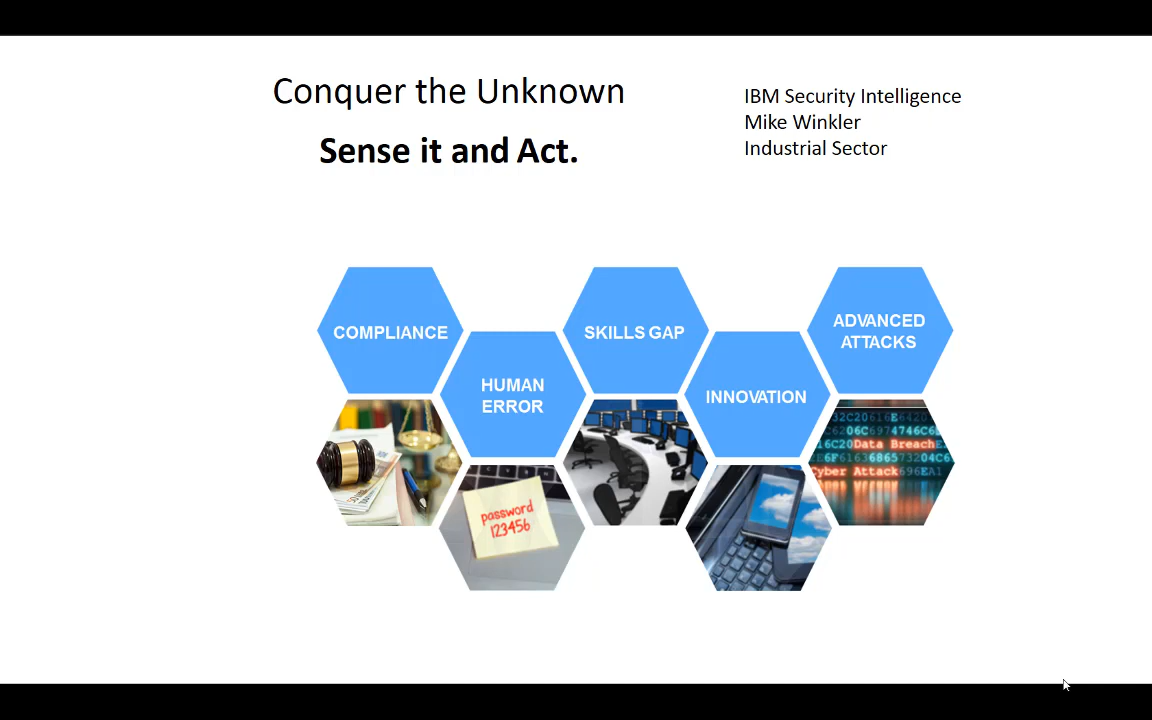 Conquer the Unknown
Sense it and Act.
IBM Security Intelligence
Mike Winkler
Industrial Sector
COMPLIANCE
HUMAN
ERROR
SKILLS GAP
INNOVATION
ADVANCED
ATTACKS
password
123456
Data Breach
Cyber Attack